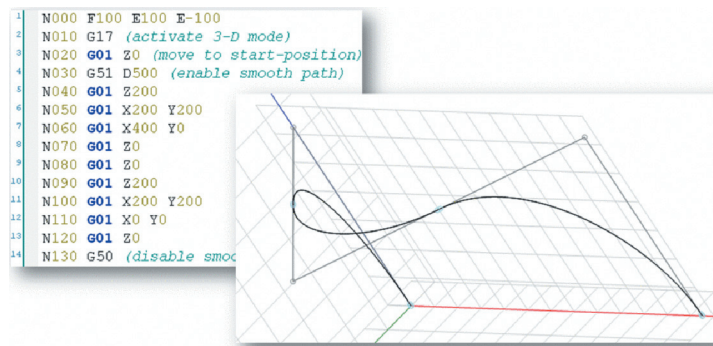 1 N000 F100 E100 E-100
2 N010 G17 (activate 3-D mode)
3 N020 G01 Z0 (move to start-position)
4 N030 G51 D500 (enable smooth path)
5 N040 G01 Z200
6 N050 G01 X200 Y200
7 N060 G01 X400 Y0
8 N070 G01 Z0
9 N080 G01 Z0
10 N090 G01 Z200
11 N100 G01 X200 Y200
12 N110 G01 X0 Y0
13 N120 G01 Z0
14 N130 G50 (disable smo